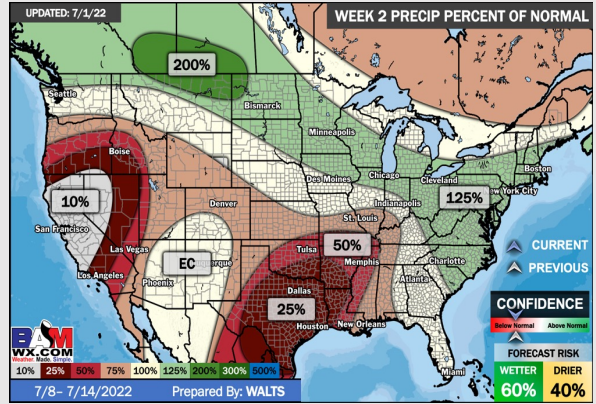 UPDATED: 7/1/22
WEEK 2 PRECIP PERCENT OF NORMAL
200%
Seattle
Bismarck
Minneapolis
Boise
Boston
Des Moines
Chicago
Cleveland
ew York City
10%
Indianapolis
125%
Denver
San Francisco
St. Louis
50%
Las Vegas
Tulsa
CURRENT
Memphis
Charlotte
EC
erque
PREVIOUS
Los Angeles
Phoenix
Atlanta
Dallas
25%
CONFIDENCE
Houston
New Orleans
Below Normal
Above Normal
BAM
WX.COM
Weather. Made. Simple.
FORECAST RISK
Miami
WETTER
DRIER
10% 25% 50% 75% 100% 125% 200% 300% 500%
60%
40%
7/8– 7/14/2022
Prepared By: WALTS